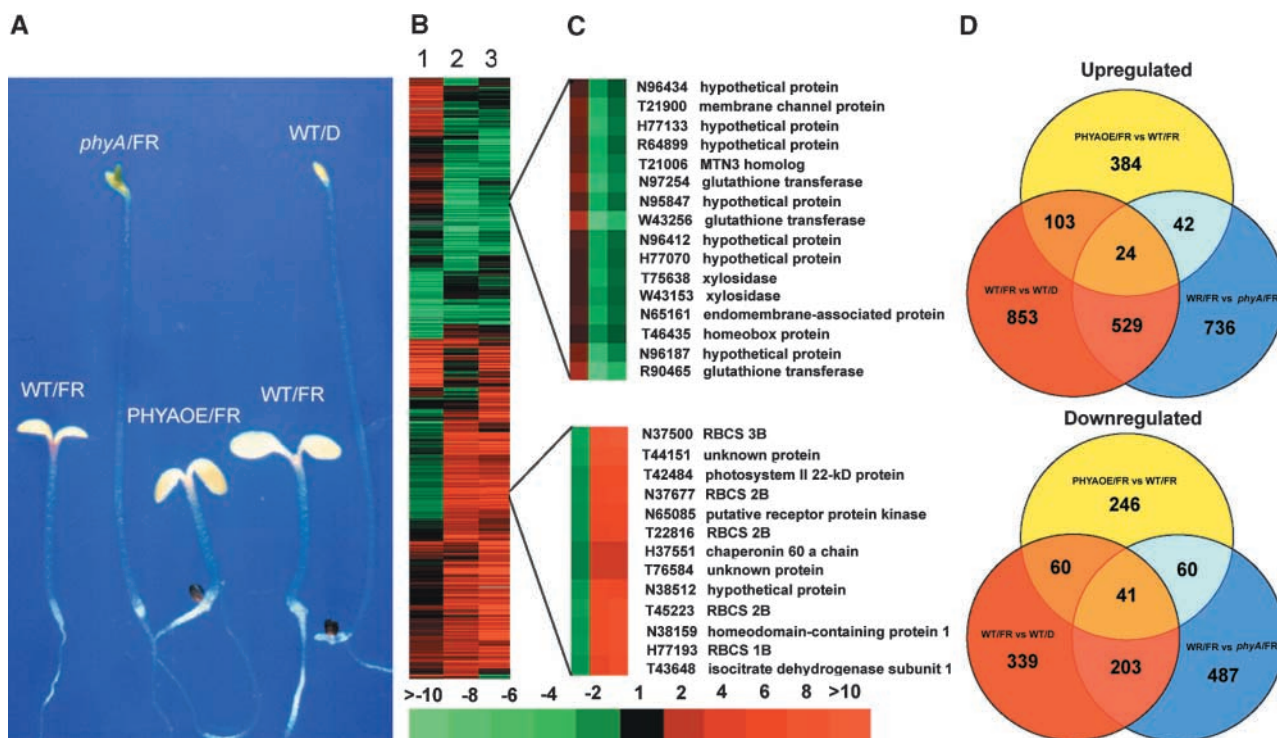 A
phyA/FR
WT/D
WT/FR
PHYAOE/FR
WT/FR
B
1 2 3
C
N96434 hypothetical protein
T21900 membrane channel protein
H77133 hypothetical protein
R64899 hypothetical protein
T21006 MTN3 homolog
N97254 glutathione transferase
N95847 hypothetical protein
W43256 glutathione transferase
N96412 hypothetical protein
H77070 hypothetical protein
T75638 xylosidase
W43153 xylosidase
N65161 endomembrane-associated protein
T46435 homeobox protein
N96187 hypothetical protein
R90465 glutathione transferase
N37500 RBCS 3B
T44151 unknown protein
T42484 photosystem II 22-kD protein
N37677 RBCS 2B
N65085 putative receptor protein kinase
T22816 RBCS 2B
H37551 chaperonin 60 a chain
T76584 unknown protein
N38512 hypothetical protein
T45223 RBCS 2B
N38159 homeodomain-containing protein 1
H77193 RBCS 1B
T43648 isocitrate dehydrogenase subunit 1
>-10 -8 -6 -4 -2 1 2 4 6 8 >10
D
Upregulated
PHYAOE/FR vs WT/FR
384
103
42
24
WT/FR vs WT/D
853
529
WR/FR vs phyA/FR
736
Downregulated
PHYAOE/FR vs WT/FR
246
60
60
41
WT/FR vs WT/D
339
203
WR/FR vs phyA/FR
487